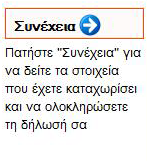 Συνέχεια
Πατήστε "Συνέχεια" για
να δείτε τα στοιχεία
που έχετε καταχωρίσει
και να ολοκληρώσετε
τη δήλωσή σα